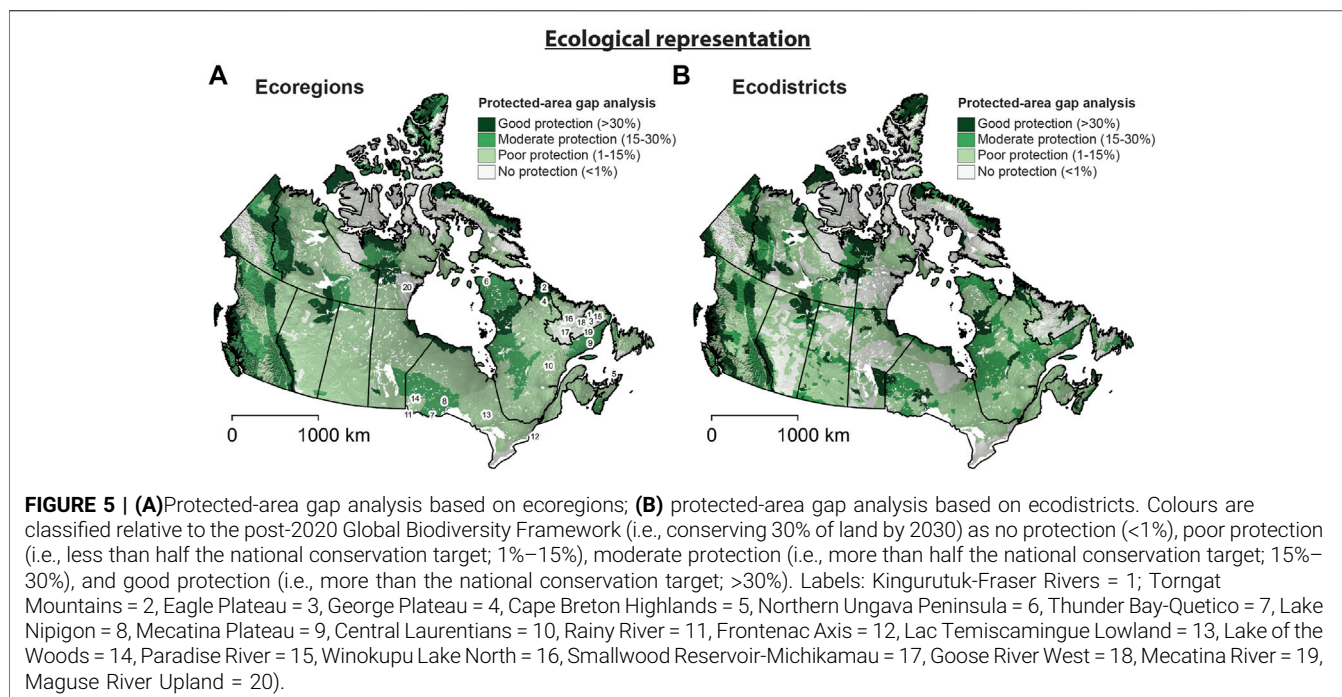 Ecological representation
A
Ecoregions
Protected-area gap analysis
Good protection (>30%)
Moderate protection (15-30%)
Poor protection (1-15%)
No protection (<1%)
6
2
4
20
16
1
15
18
3
17
19
9
10
5
14
8
11
7
13
12
0 1000 km
B
Ecodistricts
Protected-area gap analysis
Good protection (>30%)
Moderate protection (15-30%)
Poor protection (1-15%)
No protection (<1%)
0 1000 km
FIGURE 5 | (A)Protected-area gap analysis based on ecoregions; (B) protected-area gap analysis based on ecodistricts. Colours are
classified relative to the post-2020 Global Biodiversity Framework (i.e., conserving 30% of land by 2030) as no protection (<1%), poor protection
(i.e., less than half the national conservation target; 1%–15%), moderate protection (i.e., more than half the national conservation target; 15%–
30%), and good protection (i.e., more than the national conservation target; >30%). Labels: Kingurutuk-Fraser Rivers = 1; Torngat
Mountains = 2, Eagle Plateau = 3, George Plateau = 4, Cape Breton Highlands = 5, Northern Ungava Peninsula = 6, Thunder Bay-Quetico = 7, Lake
Nipigon = 8, Mecatina Plateau = 9, Central Laurentians = 10, Rainy River = 11, Frontenac Axis = 12, Lac Temiscamingue Lowland = 13, Lake of the
Woods = 14, Paradise River = 15, Winokupu Lake North = 16, Smallwood Reservoir-Michikamau = 17, Goose River West = 18, Mecatina River = 19,
Maguse River Upland = 20).